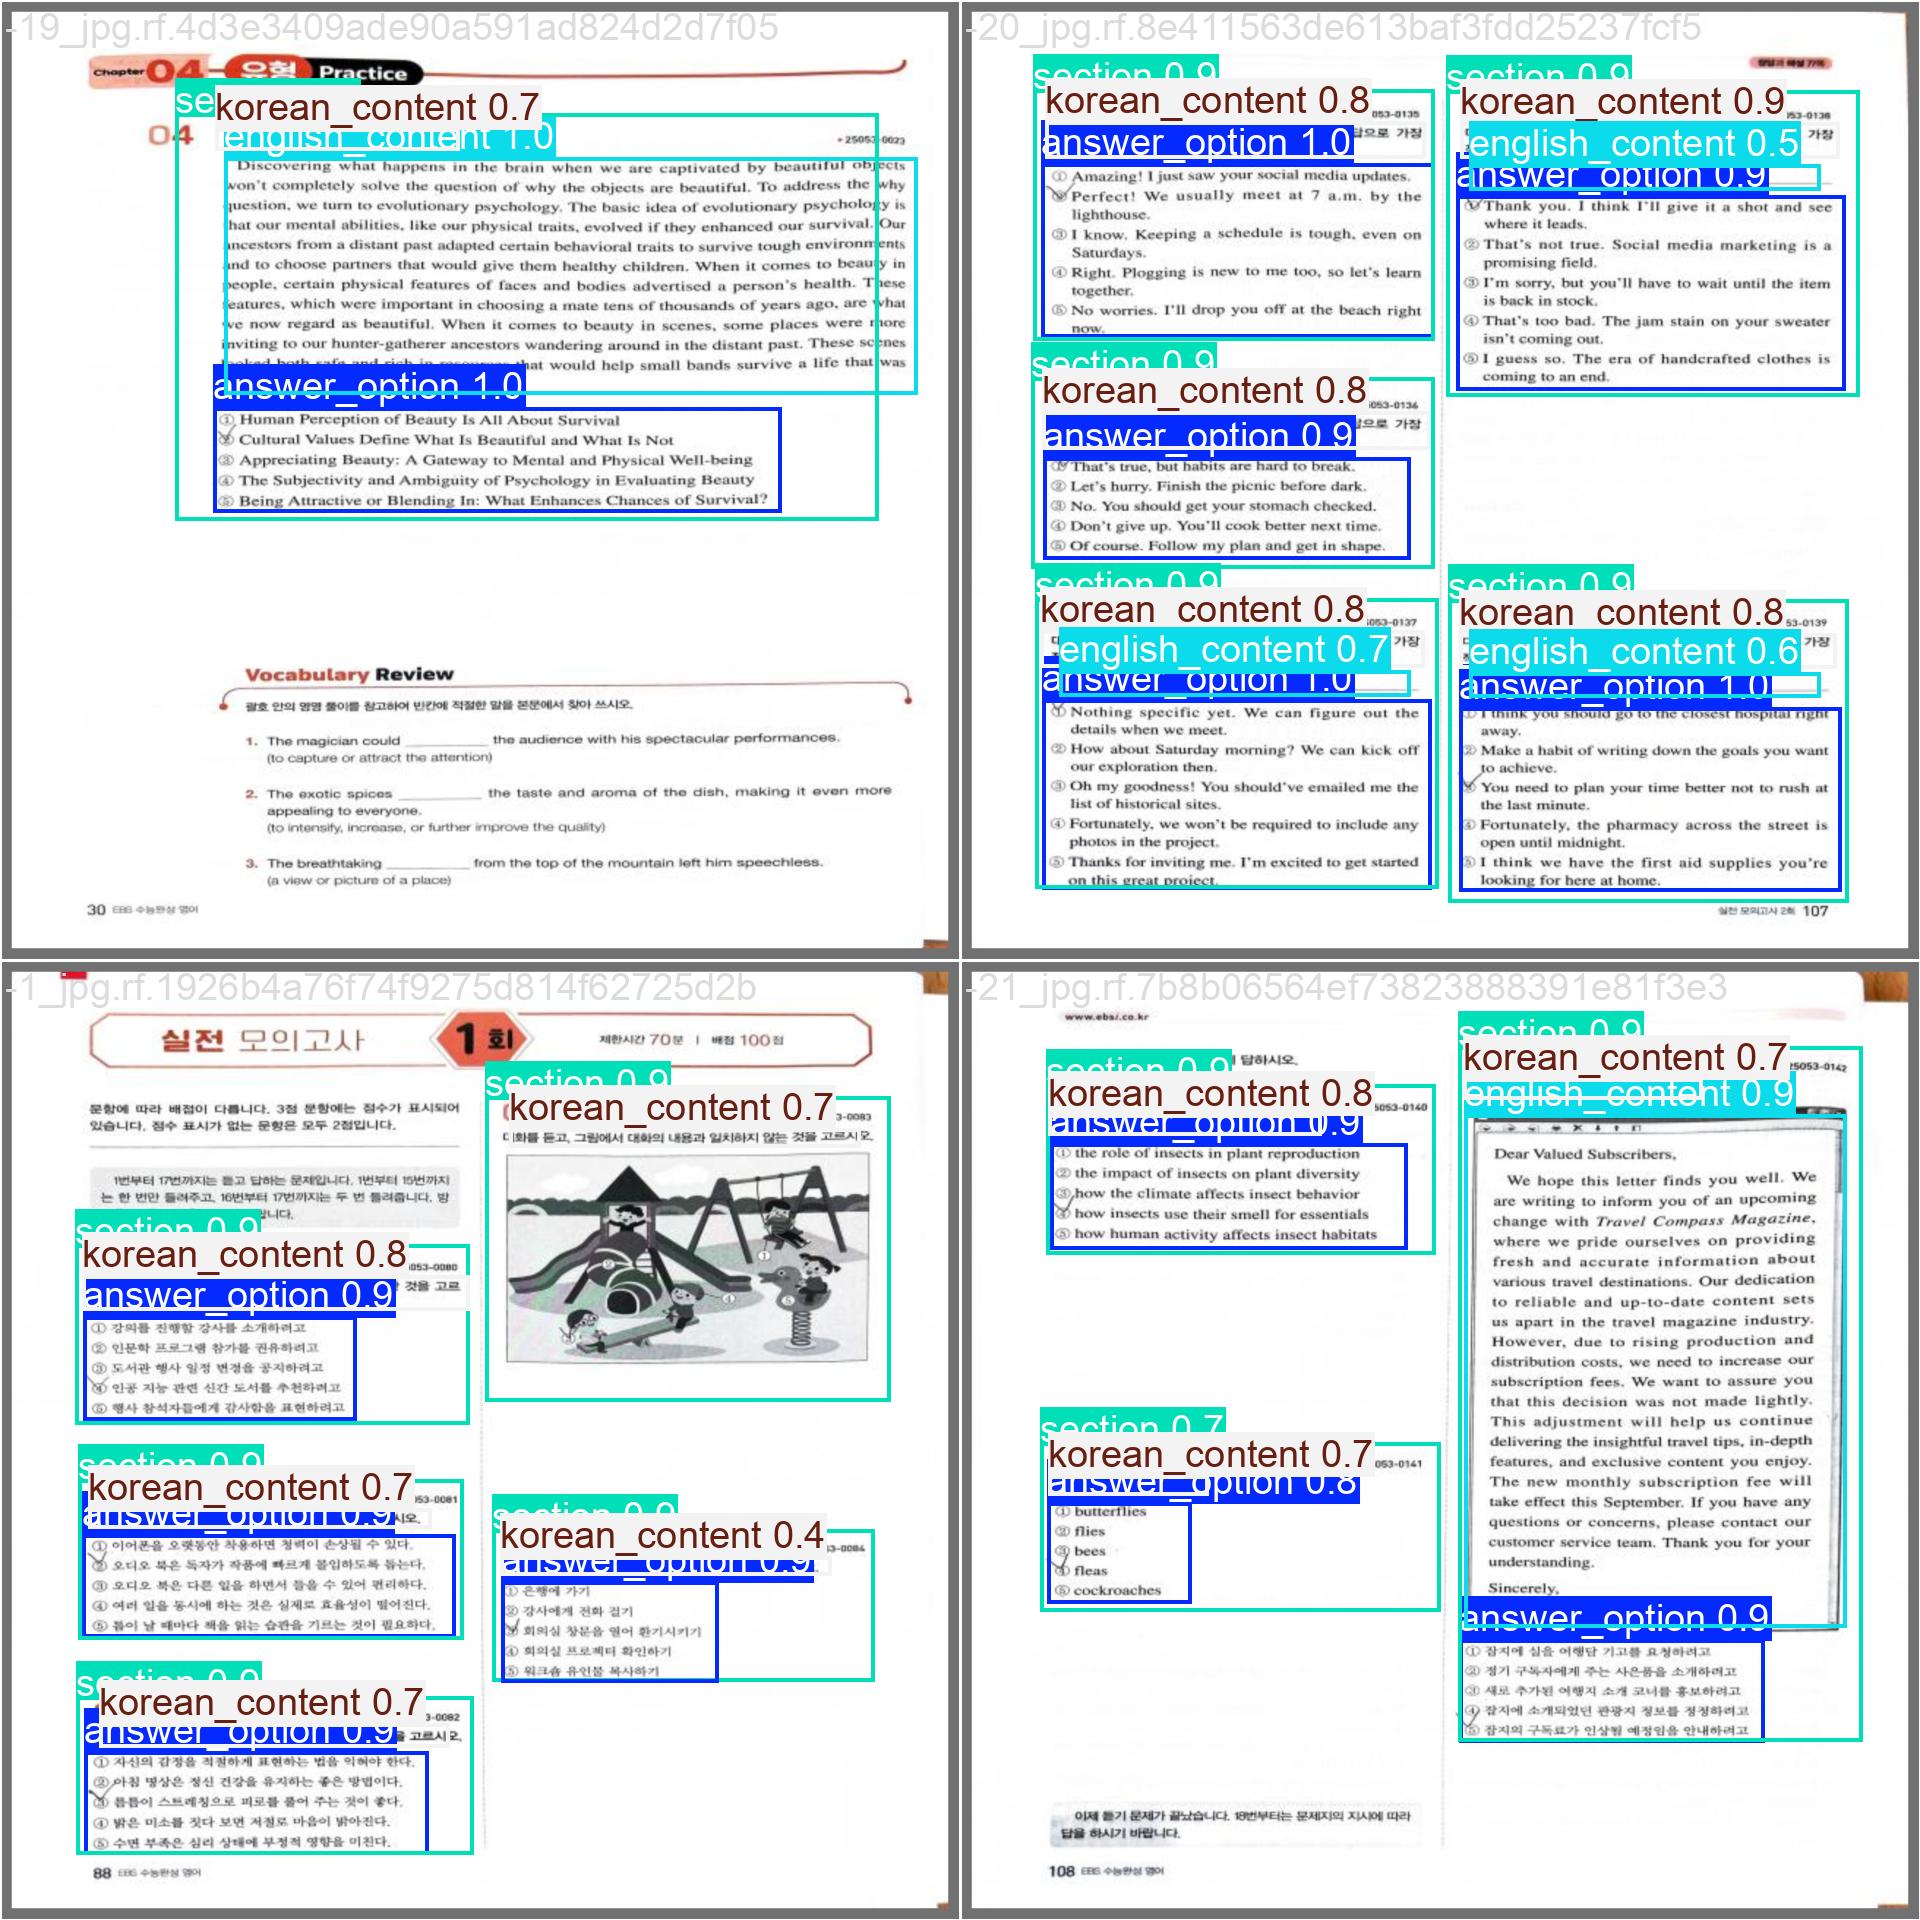 -19_jpg.rf.4d3e3409ade90a591ad824d2d7f05
Chapter 04 유형 Practice
se
korean_content 0.7
english_content 1.0
04
25053-0023
Discovering what happens in the brain when we are captivated by beautiful objects
won't completely solve the question of why the objects are beautiful. To address the why
question, we turn to evolutionary psychology. The basic idea of evolutionary psychology is
that our mental abilities, like our physical traits, evolved if they enhanced our survival. Our
ancestors from a distant past adapted certain behavioral traits to survive tough environments
and to choose partners that would give them healthy children. When it comes to beauty in
people, certain physical features of faces and bodies advertised a person's health. These
features, which were important in choosing a mate tens of thousands of years ago, are what
we now regard as beautiful. When it comes to beauty in scenes, some places were more
inviting to our hunter-gatherer ancestors wandering around in the distant past. These scenes
looked both safe and rich in resources that would help small bands survive a life that was
answer_option 1.0
① Human Perception of Beauty Is All About Survival
② Cultural Values Define What Is Beautiful and What Is Not
③ Appreciating Beauty: A Gateway to Mental and Physical Well-being
④ The Subjectivity and Ambiguity of Psychology in Evaluating Beauty
⑤ Being Attractive or Blending In: What Enhances Chances of Survival?
Vocabulary Review
괄호 안의 영영 풀이를 참고하여 빈칸에 적절한 말을 본문에서 찾아 쓰시오.
1. The magician could ________ the audience with his spectacular performances.
(to capture or attract the attention)
2. The exotic spices ________ the taste and aroma of the dish, making it even more
appealing to everyone.
(to intensify, increase, or further improve the quality)
3. The breathtaking ________ from the top of the mountain left him speechless.
(a view or picture of a place)
30 EBS 수능완성 영어
-20_jpg.rf.8e411563de613baf3fdd25237fcf5
정답과 해설 77쪽
section 0.9
korean_content 0.8
053-0135
답으로 가장
answer_option 1.0
① Amazing! I just saw your social media updates.
② Perfect! We usually meet at 7 a.m. by the
lighthouse.
③ I know. Keeping a schedule is tough, even on
Saturdays.
④ Right. Plogging is new to me too, so let's learn
together.
⑤ No worries. I'll drop you off at the beach right
now.
section 0.9
korean_content 0.8
053-0136
답으로 가장
answer_option 0.9
① That's true, but habits are hard to break.
② Let's hurry. Finish the picnic before dark.
③ No. You should get your stomach checked.
④ Don't give up. You'll cook better next time.
⑤ Of course. Follow my plan and get in shape.
section 0.9
korean_content 0.8
5053-0137
가장
english_content 0.7
answer_option 1.0
① Nothing specific yet. We can figure out the
details when we meet.
② How about Saturday morning? We can kick off
our exploration then.
③ Oh my goodness! You should've emailed me the
list of historical sites.
④ Fortunately, we won't be required to include any
photos in the project.
⑤ Thanks for inviting me. I'm excited to get started
on this great project.
section 0.9
korean_content 0.9
53-0138
가장
english_content 0.5
answer_option 0.9
① Thank you. I think I'll give it a shot and see
where it leads.
② That's not true. Social media marketing is a
promising field.
③ I'm sorry, but you'll have to wait until the item
is back in stock.
④ That's too bad. The jam stain on your sweater
isn't coming out.
⑤ I guess so. The era of handcrafted clothes is
coming to an end.
section 0.9
korean_content 0.8
53-0139
가장
english_content 0.6
answer_option 1.0
① I think you should go to the closest hospital right
away.
② Make a habit of writing down the goals you want
to achieve.
③ You need to plan your time better not to rush at
the last minute.
④ Fortunately, the pharmacy across the street is
open until midnight.
⑤ I think we have the first aid supplies you're
looking for here at home.
실전 모의고사 2회 107
-1_jpg.rf.1926b4a76f74f9275d814f62725d2b
실전 모의고사 1회
제한시간 70분 | 배점 100점
문항에 따라 배점이 다릅니다. 3점 문항에는 점수가 표시되어
있습니다. 점수 표시가 없는 문항은 모두 2점입니다.
1번부터 17번까지는 듣고 답하는 문제입니다. 1번부터 15번까지
는 한 번만 들려주고, 16번부터 17번까지는 두 번 들려줍니다. 방
니다.
section 0.9
korean_content 0.8
053-0080
것을 고르
answer_option 0.9
① 강의를 진행할 강사를 소개하려고
② 인문학 프로그램 참가를 권유하려고
③ 도서관 행사 일정 변경을 공지하려고
④ 인공 지능 관련 신간 도서를 추천하려고
⑤ 행사 참석자들에게 감사함을 표현하려고
section 0.9
korean_content 0.7
53-0081
시오.
answer_option 0.9
① 이어폰을 오랫동안 착용하면 청력이 손상될 수 있다.
② 오디오 북은 독자가 작품에 빠르게 몰입하도록 돕는다.
③ 오디오 북은 다른 일을 하면서 들을 수 있어 편리하다.
④ 여러 일을 동시에 하는 것은 실제로 효율성이 떨어진다.
⑤ 틈이 날 때마다 책을 읽는 습관을 기르는 것이 필요하다.
section 0.9
korean_content 0.7
3-0082
을 고르시오.
answer_option 0.9
① 자신의 감정을 적절하게 표현하는 법을 익혀야 한다.
② 아침 명상은 정신 건강을 유지하는 좋은 방법이다.
③ 틈틈이 스트레칭으로 피로를 풀어 주는 것이 좋다.
④ 밝은 미소를 짓다 보면 저절로 마음이 밝아진다.
⑤ 수면 부족은 심리 상태에 부정적 영향을 미친다.
88 EBS 수능완성 영어
section 0.9
korean_content 0.7
3-0083
대화를 듣고, 그림에서 대화의 내용과 일치하지 않는 것을 고르시오.
①
②
③
④
⑤
section 0.9
korean_content 0.4
3-0084
answer_option 0.9
① 은행에 가기
② 강사에게 전화 걸기
③ 회의실 창문을 열어 환기시키기
④ 회의실 프로젝터 확인하기
⑤ 워크숍 유인물 복사하기
-21_jpg.rf.7b8b06564ef73823888391e81f3e3
www.ebsi.co.kr
답하시오.
section 0.9
korean_content 0.8
5053-0140
answer_option 0.9
① the role of insects in plant reproduction
② the impact of insects on plant diversity
③ how the climate affects insect behavior
④ how insects use their smell for essentials
⑤ how human activity affects insect habitats
section 0.7
korean_content 0.7
053-0141
answer_option 0.8
① butterflies
② flies
③ bees
④ fleas
⑤ cockroaches
이제 듣기 문제가 끝났습니다. 18번부터는 문제지의 지시에 따라
답을 하시기 바랍니다.
108 EBS 수능완성 영어
section 0.9
korean_content 0.7
25053-0142
english_content 0.9
Dear Valued Subscribers,
We hope this letter finds you well. We
are writing to inform you of an upcoming
change with Travel Compass Magazine,
where we pride ourselves on providing
fresh and accurate information about
various travel destinations. Our dedication
to reliable and up-to-date content sets
us apart in the travel magazine industry.
However, due to rising production and
distribution costs, we need to increase our
subscription fees. We want to assure you
that this decision was not made lightly.
This adjustment will help us continue
delivering the insightful travel tips, in-depth
features, and exclusive content you enjoy.
The new monthly subscription fee will
take effect this September. If you have any
questions or concerns, please contact our
customer service team. Thank you for your
understanding.
Sincerely,
answer_option 0.9
① 잡지에 실을 여행담 기고를 요청하려고
② 정기 구독자에게 주는 사은품을 소개하려고
③ 새로 추가된 여행지 소개 코너를 홍보하려고
④ 잡지에 소개되었던 관광지 정보를 정정하려고
⑤ 잡지의 구독료가 인상될 예정임을 안내하려고